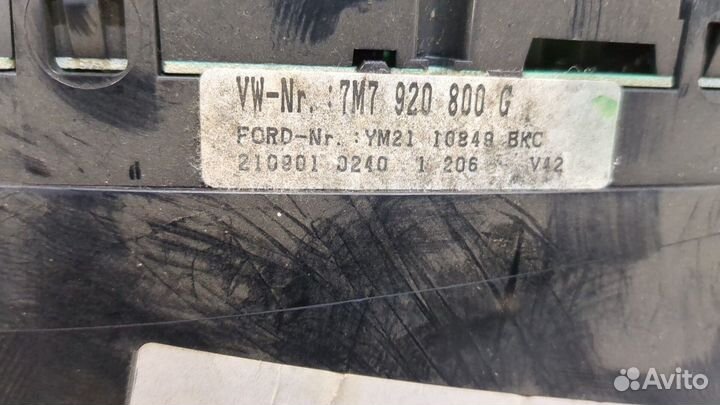 VW-Nr. :7M7 920 800 G
FORD-Nr. :YM21 10849 BKC
210901 0240 1 206 V42
Avito